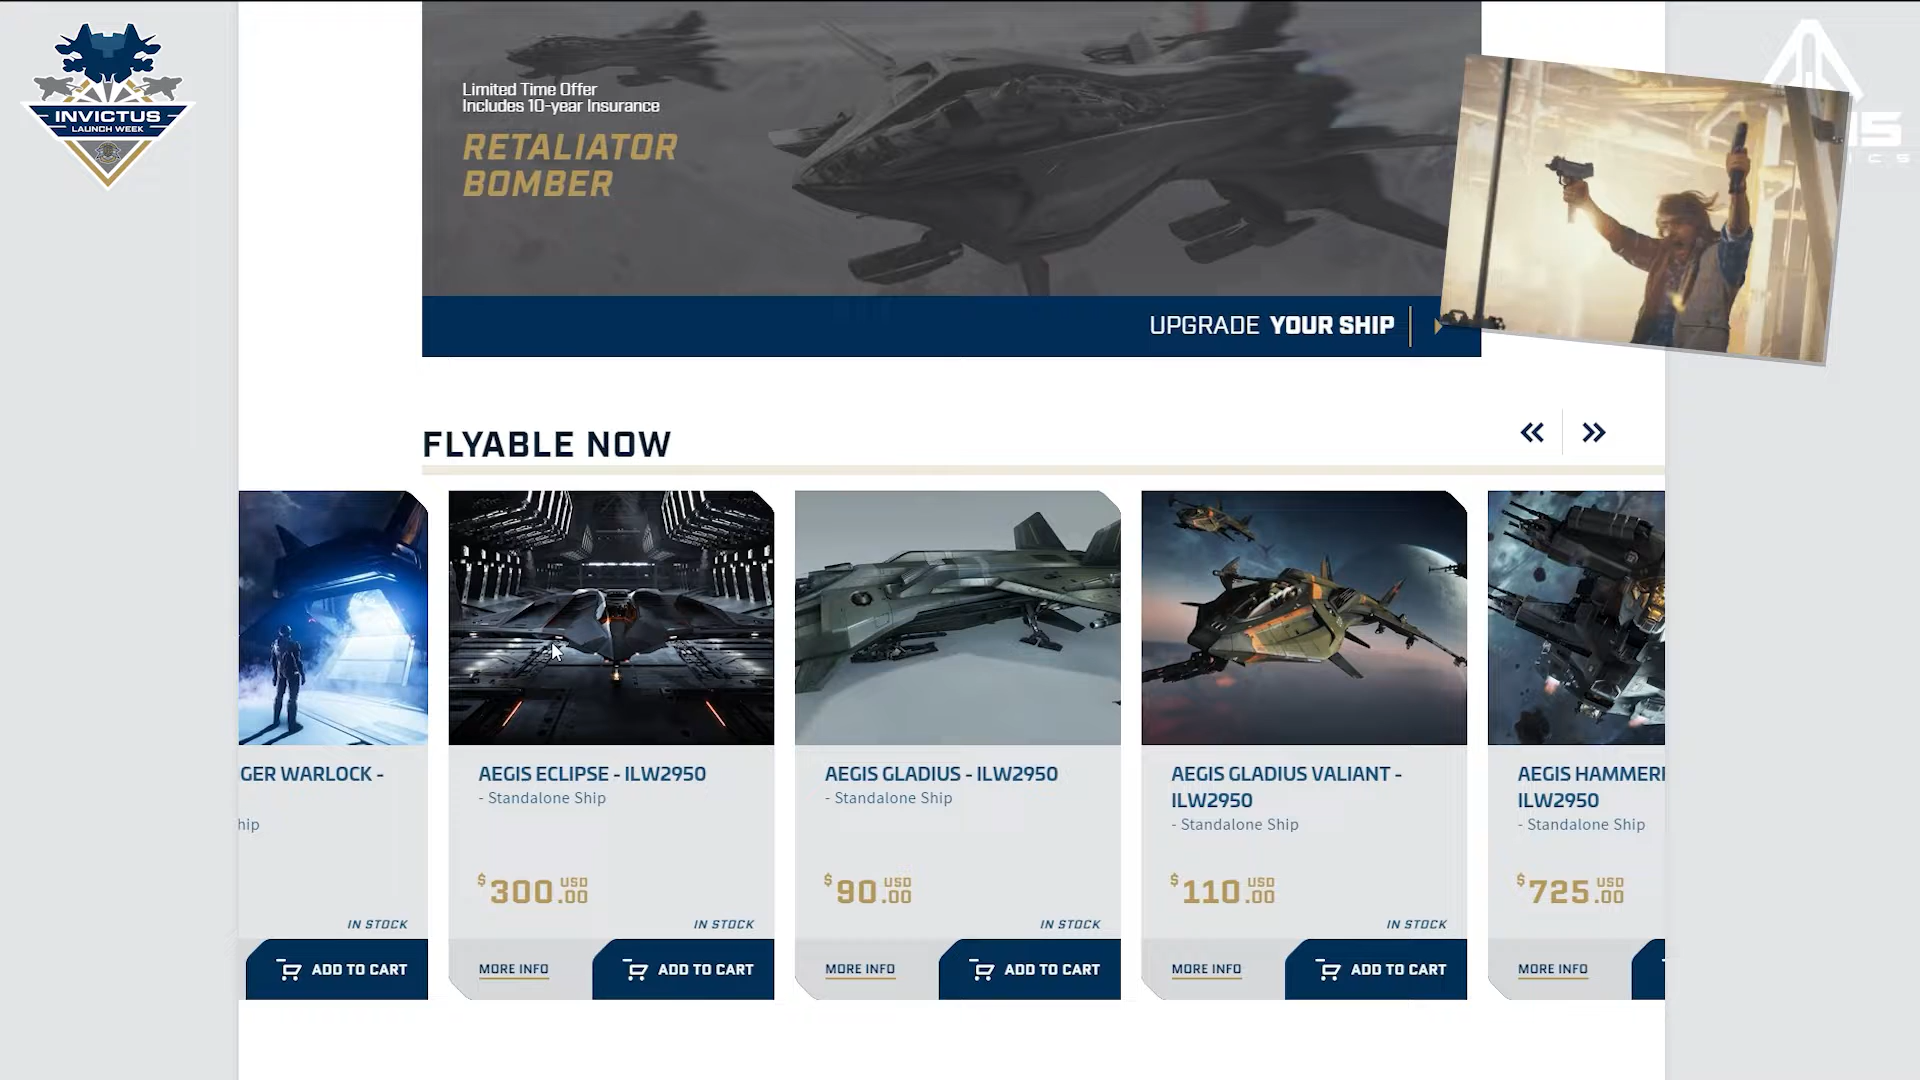 INVICTUS
LAUNCH WEEK
Limited Time Offer
Includes 10-year Insurance
RETALIATOR
BOMBER
UPGRADE YOUR SHIP
FLYABLE NOW
GER WARLOCK -
hip
IN STOCK
ADD TO CART
AEGIS ECLIPSE - ILW2950
- Standalone Ship
$300.00 USD
IN STOCK
MORE INFO
ADD TO CART
AEGIS GLADIUS - ILW2950
- Standalone Ship
$90.00 USD
IN STOCK
MORE INFO
ADD TO CART
AEGIS GLADIUS VALIANT -
ILW2950
- Standalone Ship
$110.00 USD
IN STOCK
MORE INFO
ADD TO CART
AEGIS HAMMER
ILW2950
- Standalone Ship
$725.00 USD
MORE INFO